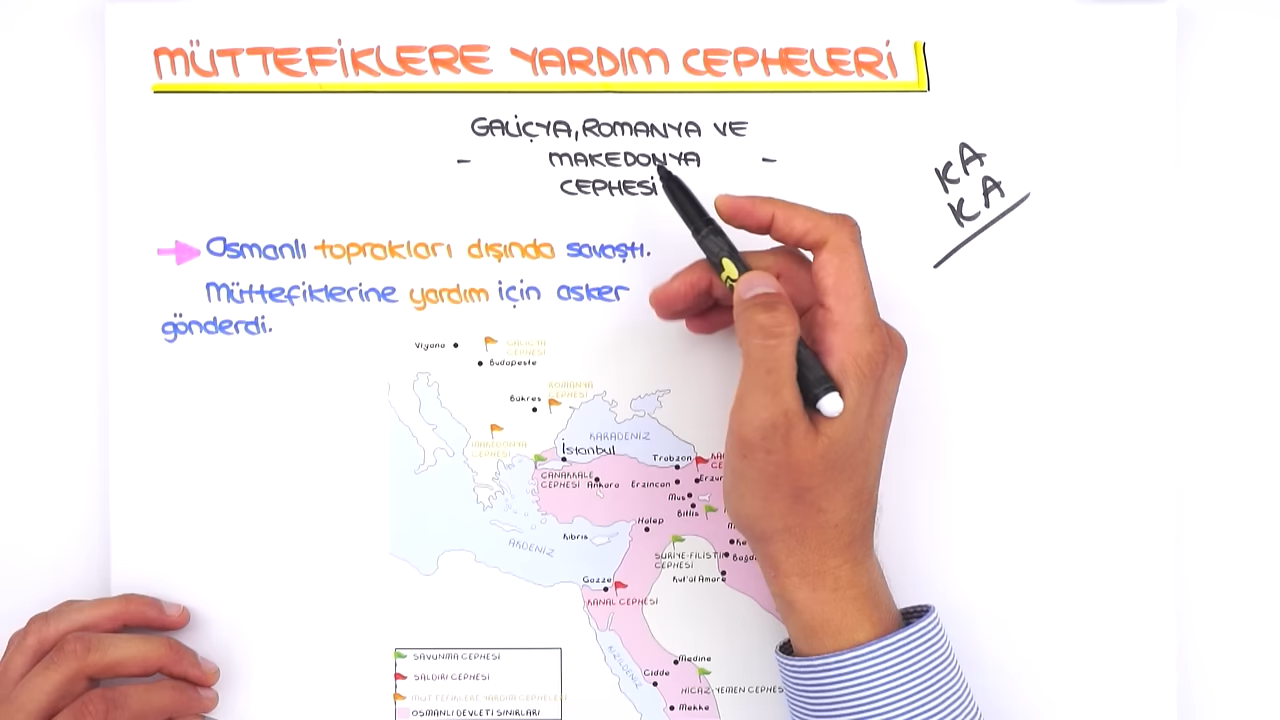 MÜTTEFİKLERE YARDIM CEPHELERİ
GALİÇYA, ROMANYA VE
- MAKEDONYA -
CEPHESİ
KA
KA
Osmanlı toprakları dışında savaştı.
Müttefiklerine yardım için asker
gönderdi.
Viyana
GALİÇYA
CEPHESİ
Budapeşte
ROMANYA
CEPHESİ
Bükreş
MAKEDONYA
CEPHESİ
KARADENİZ
İstanbul
Trabzon
ÇANAKKALE
CEPHESİ
Ankara
Erzincan
Muş
Bitlis
Halep
Kıbrıs
AKDENİZ
SURİYE-FİLİSTİN
CEPHESİ
Kut'ül Amare
Gazze
KANAL CEPHESİ
KIZILDENİZ
Medine
Cidde
HİCAZ-YEMEN CEPHES
Mekke
SAVUNMA CEPHESİ
SALDIRI CEPHESİ
MÜTTEFİKLERE YARDIM CEPHELERİ
OSMANLI DEVLETİ SINIRLARI